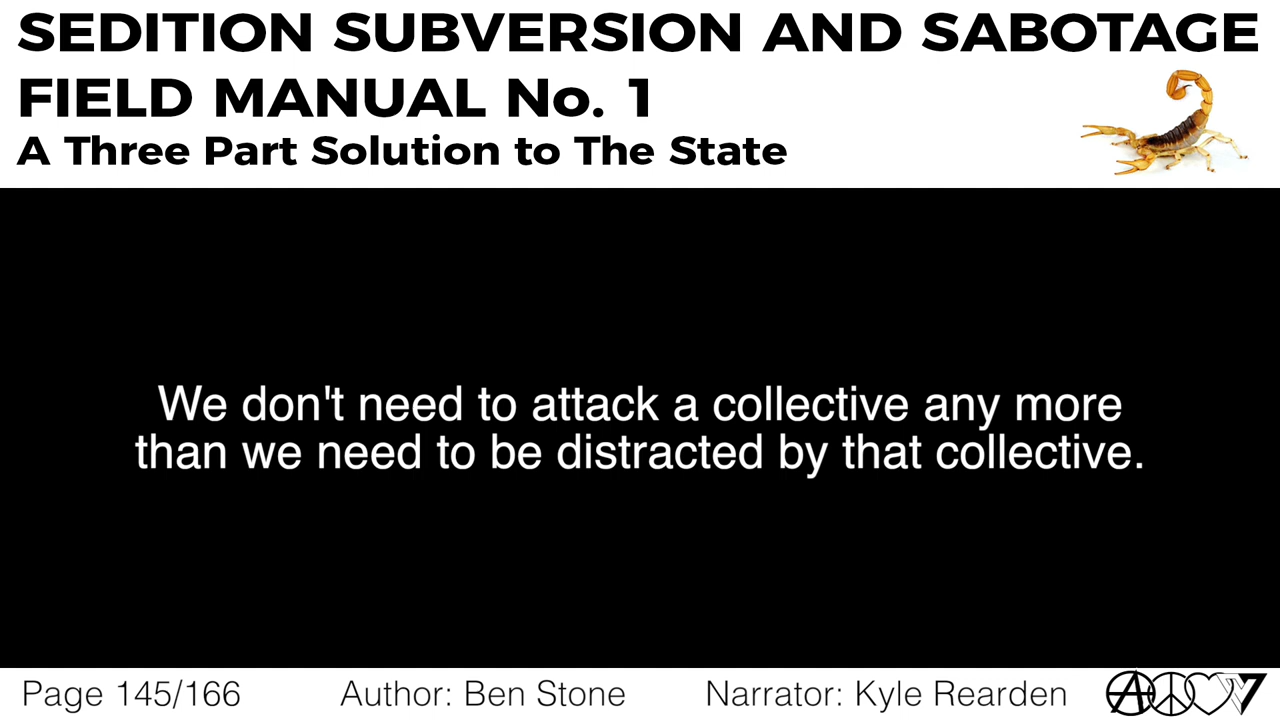 SEDITION SUBVERSION AND SABOTAGE
FIELD MANUAL No. 1
A Three Part Solution to The State
We don't need to attack a collective any more
than we need to be distracted by that collective.
Page 145/166 Author: Ben Stone Narrator: Kyle Rearden